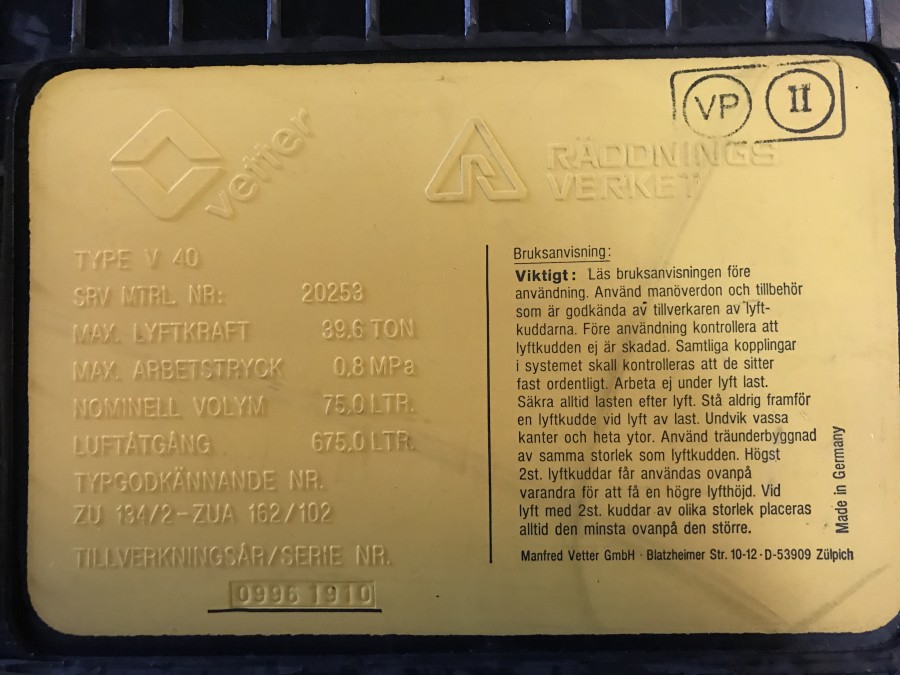 vetter
RÄDDNINGS
VERKET
VP II
TYPE V 40
SRV MTRL. NR: 20253
MAX. LYFTKRAFT 39.6 TON
MAX. ARBETSTRYCK 0.8 MPa
NOMINELL VOLYM 75.0 LTR.
LUFTÅTGÅNG 675.0 LTR.
TYPGODKÄNNANDE NR.
ZU 134/2-ZUA 162/102
TILLVERKNINGSÅR/SERIE NR.
0996 1910
Bruksanvisning:
Viktigt: Läs bruksanvisningen före
användning. Använd manöverdon och tillbehör
som är godkända av tillverkaren av lyft-
kuddarna. Före användning kontrollera att
lyftkudden ej är skadad. Samtliga kopplingar
i systemet skall kontrolleras att de sitter
fast ordentligt. Arbeta ej under lyft last.
Säkra alltid lasten efter lyft. Stå aldrig framför
en lyftkudde vid lyft av last. Undvik vassa
kanter och heta ytor. Använd träunderbyggnad
av samma storlek som lyftkudden. Högst
2st. lyftkuddar får användas ovanpå
varandra för att få en högre lyfthöjd. Vid
lyft med 2st. kuddar av olika storlek placeras
alltid den minsta ovanpå den större.
Manfred Vetter GmbH · Blatzheimer Str. 10-12 · D-53909 Zülpich
Made in Germany